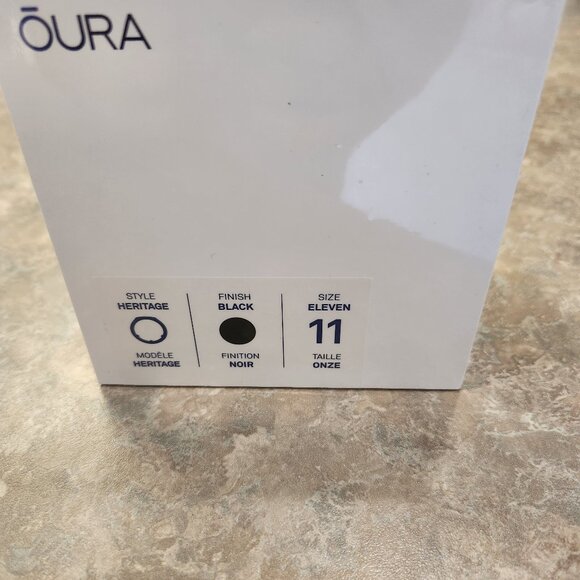 ŌURA
STYLE
HERITAGE
MODÈLE
HERITAGE
FINISH
BLACK
FINITION
NOIR
SIZE
ELEVEN
11
TAILLE
ONZE